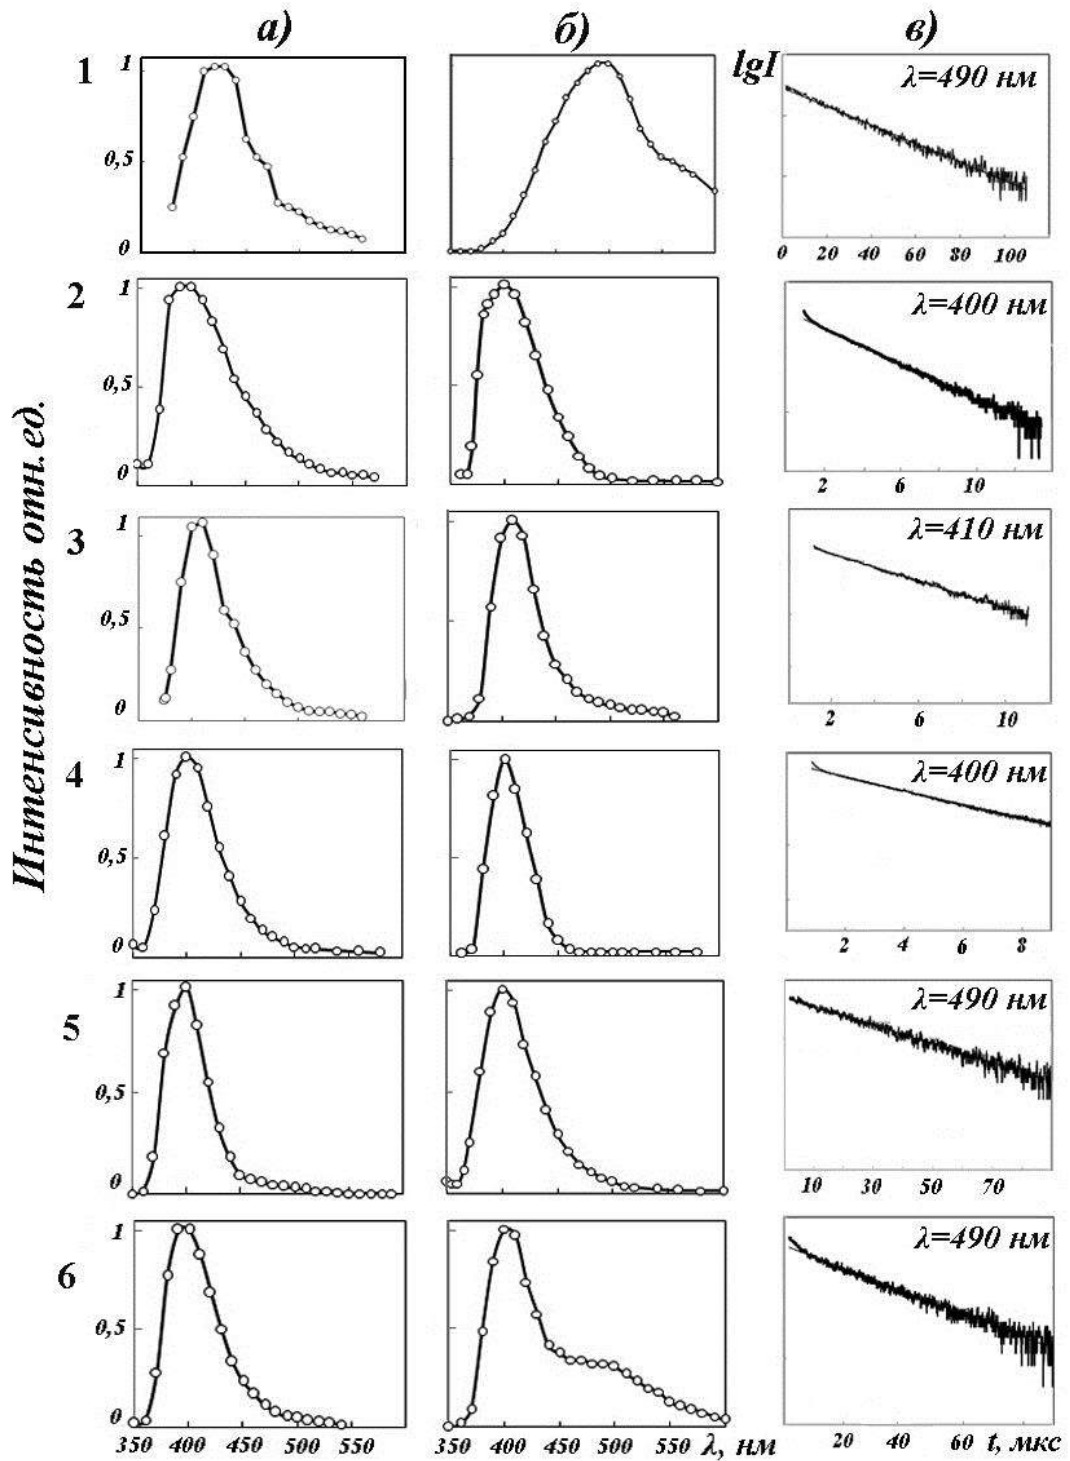 а) б) в)
Интенсивность отн.ед.
1
1
0,5
0
lgI
λ=490 нм
0 20 40 60 80 100
2
1
0,5
0
λ=400 нм
2 6 10
3
1
0,5
0
λ=410 нм
2 6 10
4
1
0,5
0
λ=400 нм
2 4 6 8
5
1
0,5
0
λ=490 нм
10 30 50 70
6
1
0,5
0
λ=490 нм
350 400 450 500 550
350 400 450 500 550 λ, нм
20 40 60 t, мкс